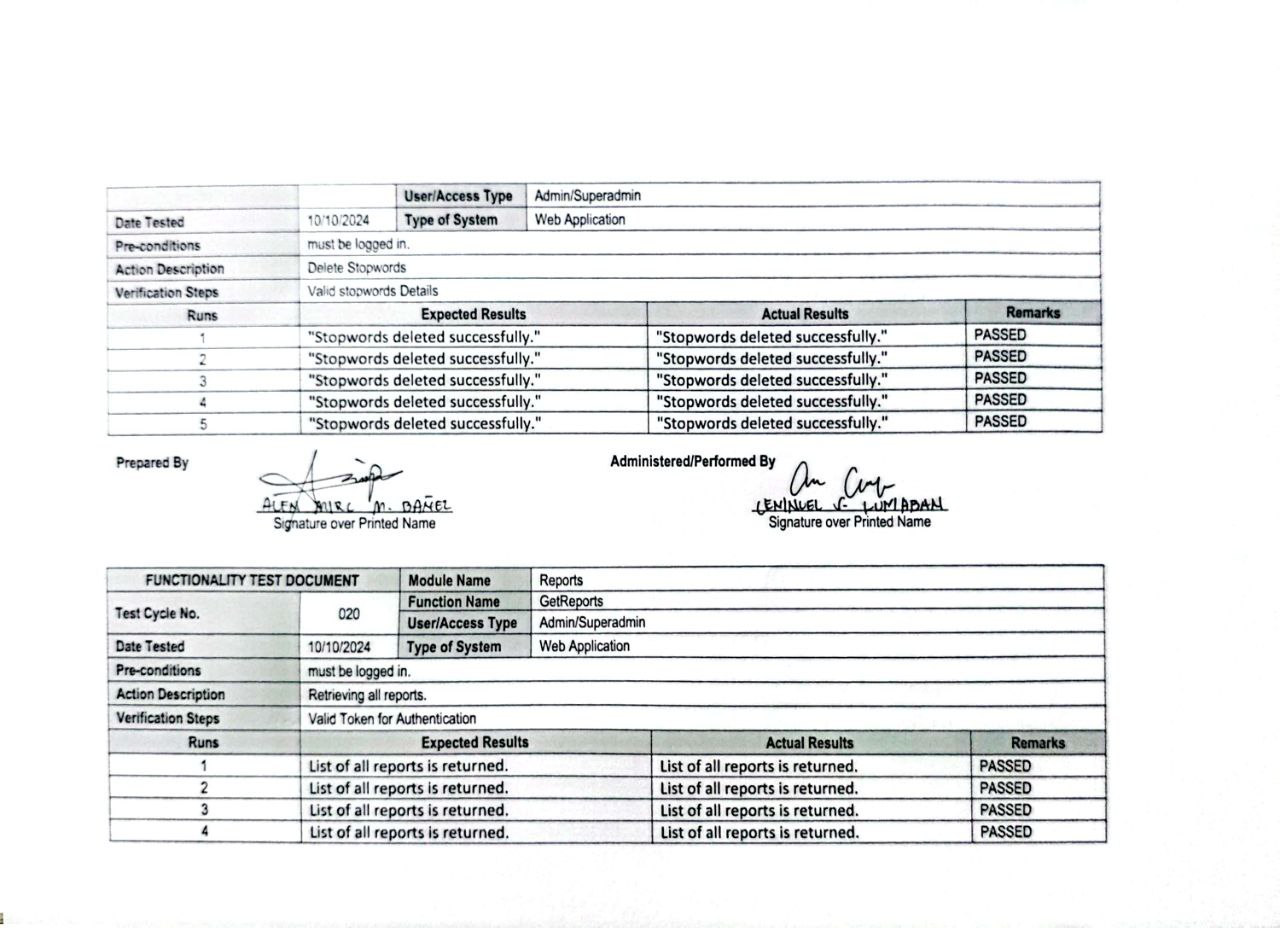 User/Access Type Admin/Superadmin
Date Tested 10/10/2024 Type of System Web Application
Pre-conditions must be logged in.
Action Description Delete Stopwords
Verification Steps Valid stopwords Details
Runs Expected Results Actual Results Remarks
1 "Stopwords deleted successfully." "Stopwords deleted successfully." PASSED
2 "Stopwords deleted successfully." "Stopwords deleted successfully." PASSED
3 "Stopwords deleted successfully." "Stopwords deleted successfully." PASSED
4 "Stopwords deleted successfully." "Stopwords deleted successfully." PASSED
5 "Stopwords deleted successfully." "Stopwords deleted successfully." PASSED
Prepared By Administered/Performed By
ALEN MIRC M. BAÑEZ LENINUEL V. LUMABAN
Signature over Printed Name Signature over Printed Name
FUNCTIONALITY TEST DOCUMENT Module Name Reports
Test Cycle No. 020 Function Name GetReports
User/Access Type Admin/Superadmin
Date Tested 10/10/2024 Type of System Web Application
Pre-conditions must be logged in.
Action Description Retrieving all reports.
Verification Steps Valid Token for Authentication
Runs Expected Results Actual Results Remarks
1 List of all reports is returned. List of all reports is returned. PASSED
2 List of all reports is returned. List of all reports is returned. PASSED
3 List of all reports is returned. List of all reports is returned. PASSED
4 List of all reports is returned. List of all reports is returned. PASSED